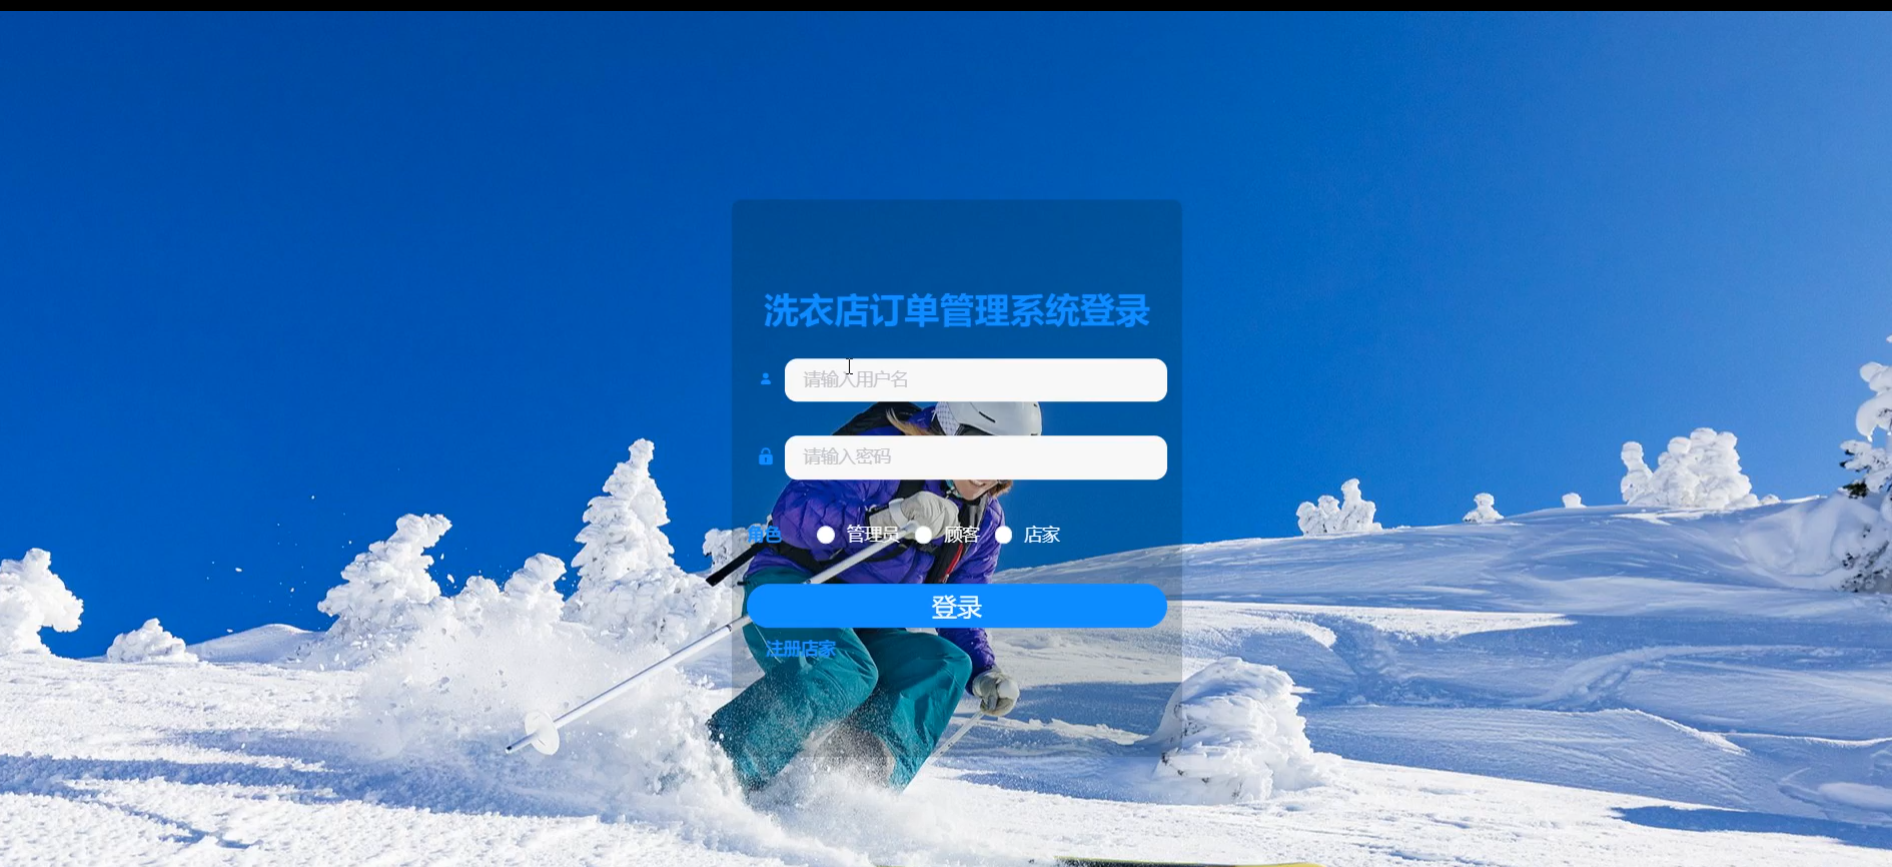 洗衣店订单管理系统登录
请输入用户名
请输入密码
角色 管理员 顾客 店家
登录
注册店家